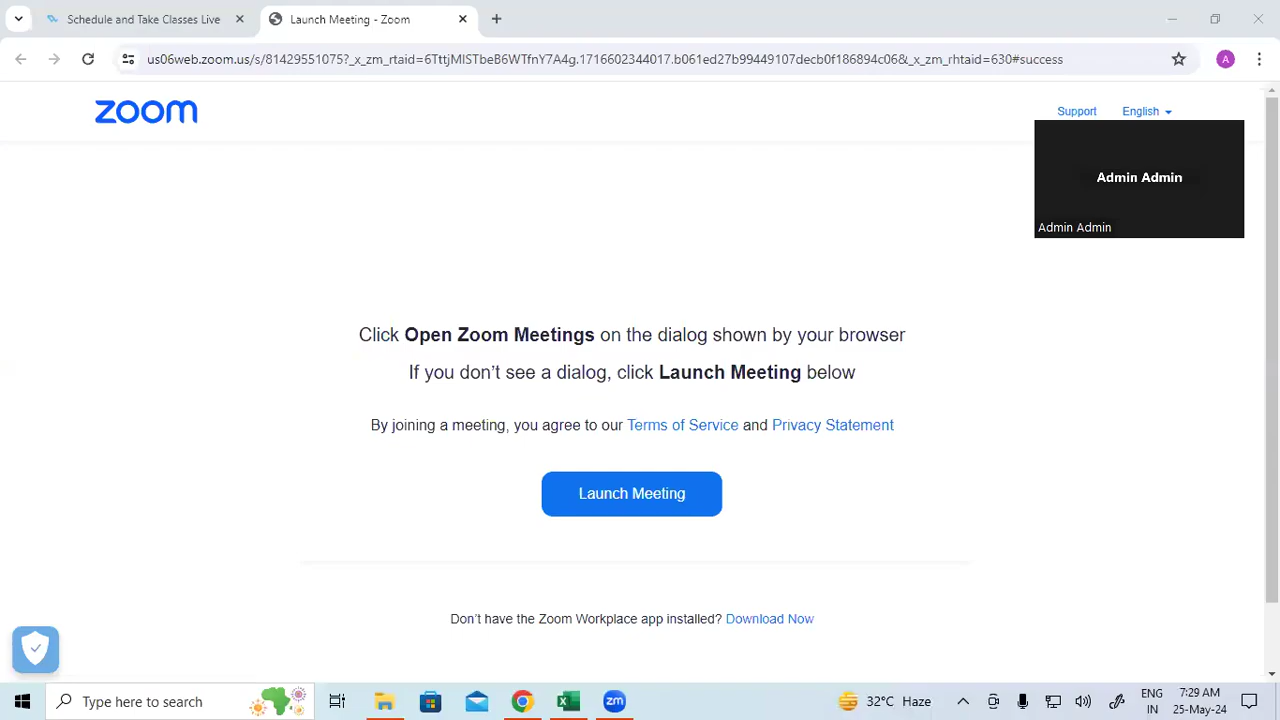 Schedule and Take Classes Live
Launch Meeting - Zoom
us06web.zoom.us/s/81429551075?_x_zm_rtaid=6TttjMlSTbeB6WTfnY7A4g.1716602344017.b061ed27b99449107decb0f186894c06&_x_zm_rhtaid=630#success
A
zoom
Support
English
Admin Admin
Admin Admin
Click Open Zoom Meetings on the dialog shown by your browser
If you don’t see a dialog, click Launch Meeting below
By joining a meeting, you agree to our Terms of Service and Privacy Statement
Launch Meeting
Don’t have the Zoom Workplace app installed? Download Now
Type here to search
zm
32°C Haze
ENG
IN
7:29 AM
25-May-24